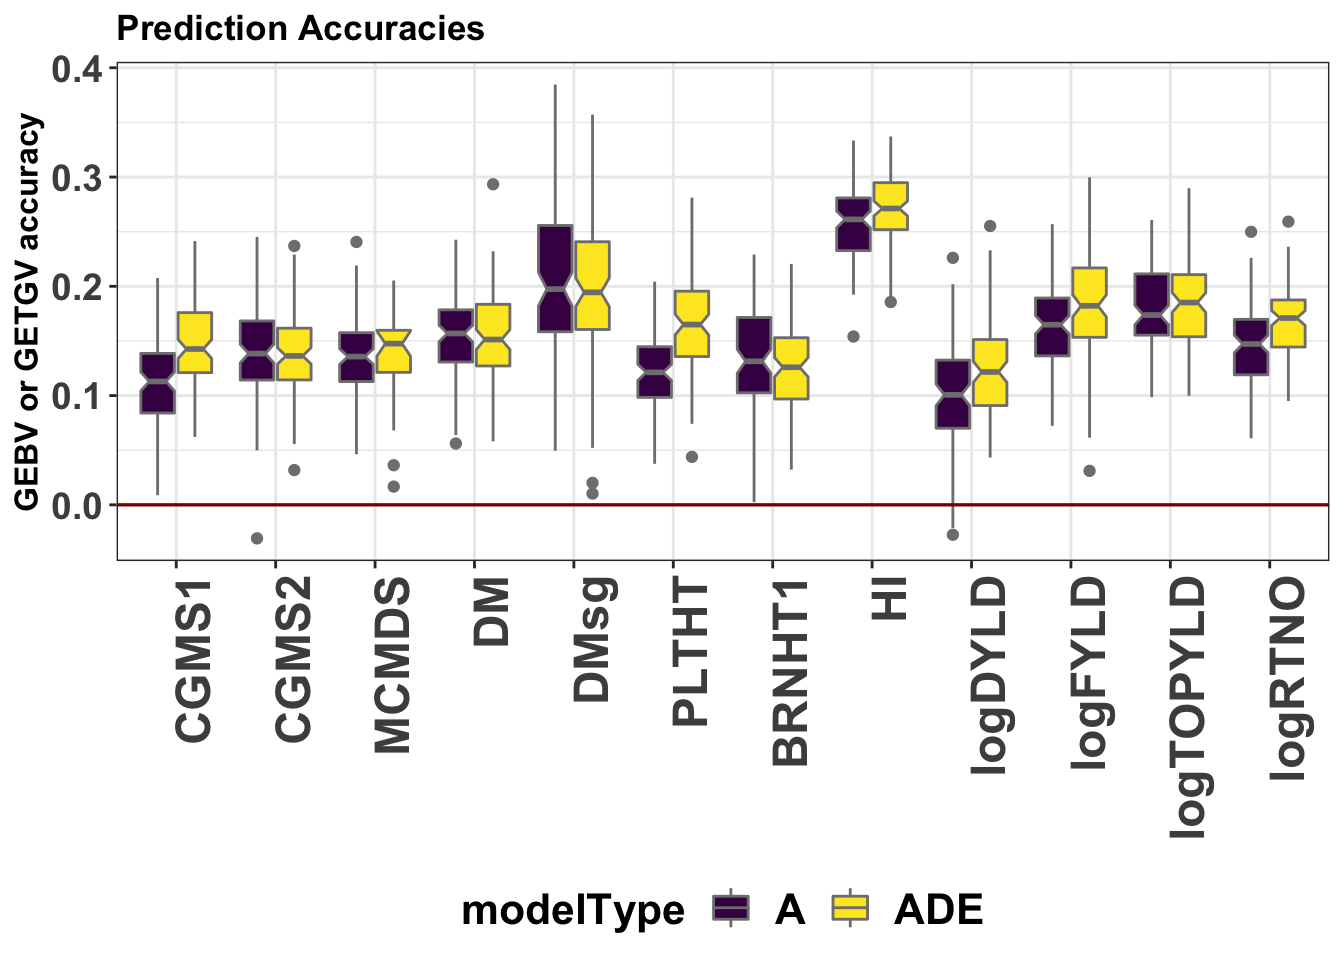 Prediction Accuracies
GEBV or GETGV accuracy
0.4
0.3
0.2
0.1
0.0
CGMS1
CGMS2
MCMDS
DM
DMsg
PLTHT
BRNHT1
HI
logDYLD
logFYLD
logTOPYLD
logRTNO
modelType A ADE